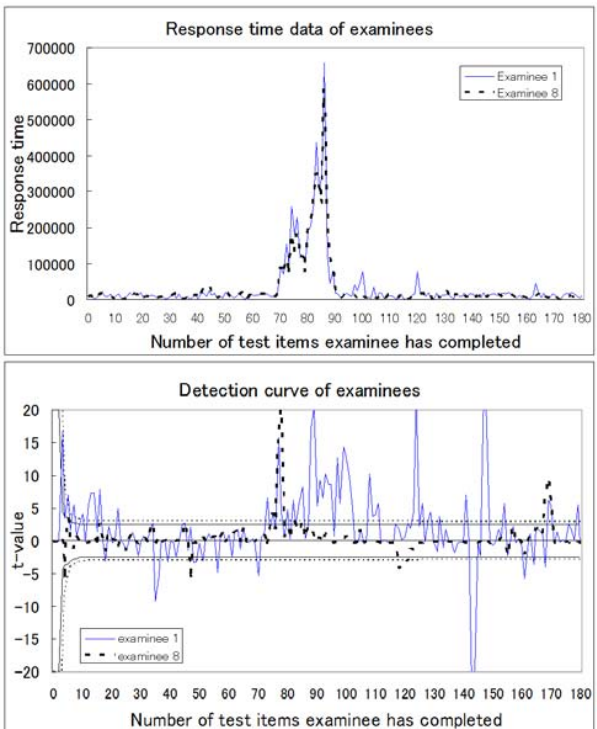 Response time data of examinees
700000
600000
500000
400000
300000
200000
100000
0
Response time
Examinee 1
Examinee 8
0 10 20 30 40 50 60 70 80 90 100 110 120 130 140 150 160 170 180
Number of test items examinee has completed
Detection curve of examinees
20
15
10
5
0
-5
-10
-15
-20
t-value
examinee 1
examinee 8
0 10 20 30 40 50 60 70 80 90 100 110 120 130 140 150 160 170 180
Number of test items examinee has completed